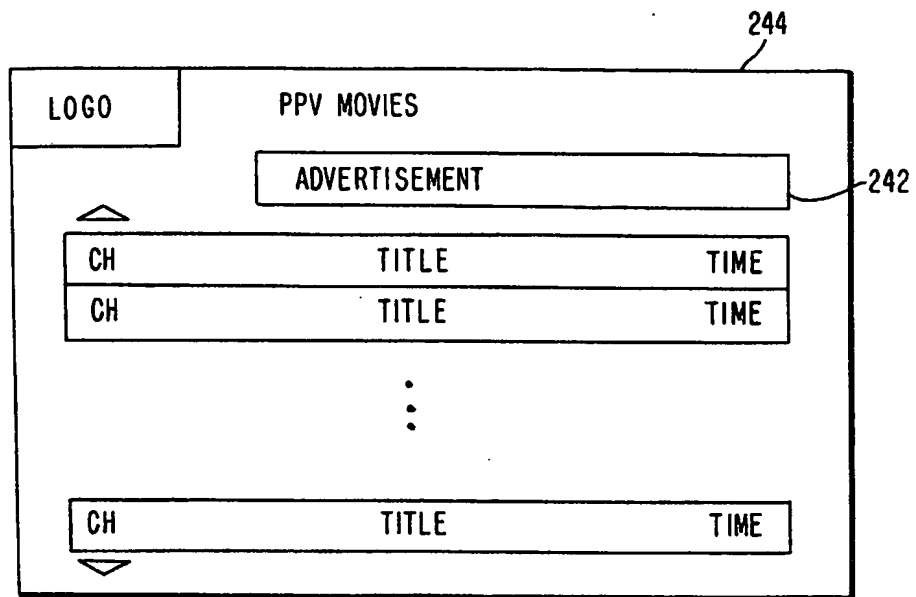 244
LOGO PPV MOVIES
ADVERTISEMENT
242
CH TITLE TIME
CH TITLE TIME
CH TITLE TIME